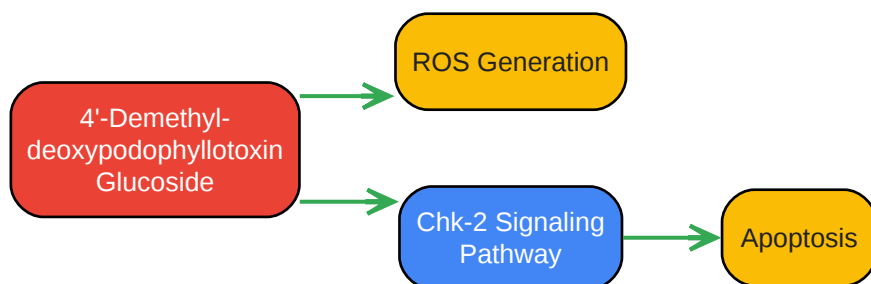 4'-Demethyl-
deoxypodophyllotoxin
Glucoside
ROS Generation
Chk-2 Signaling
Pathway
Apoptosis